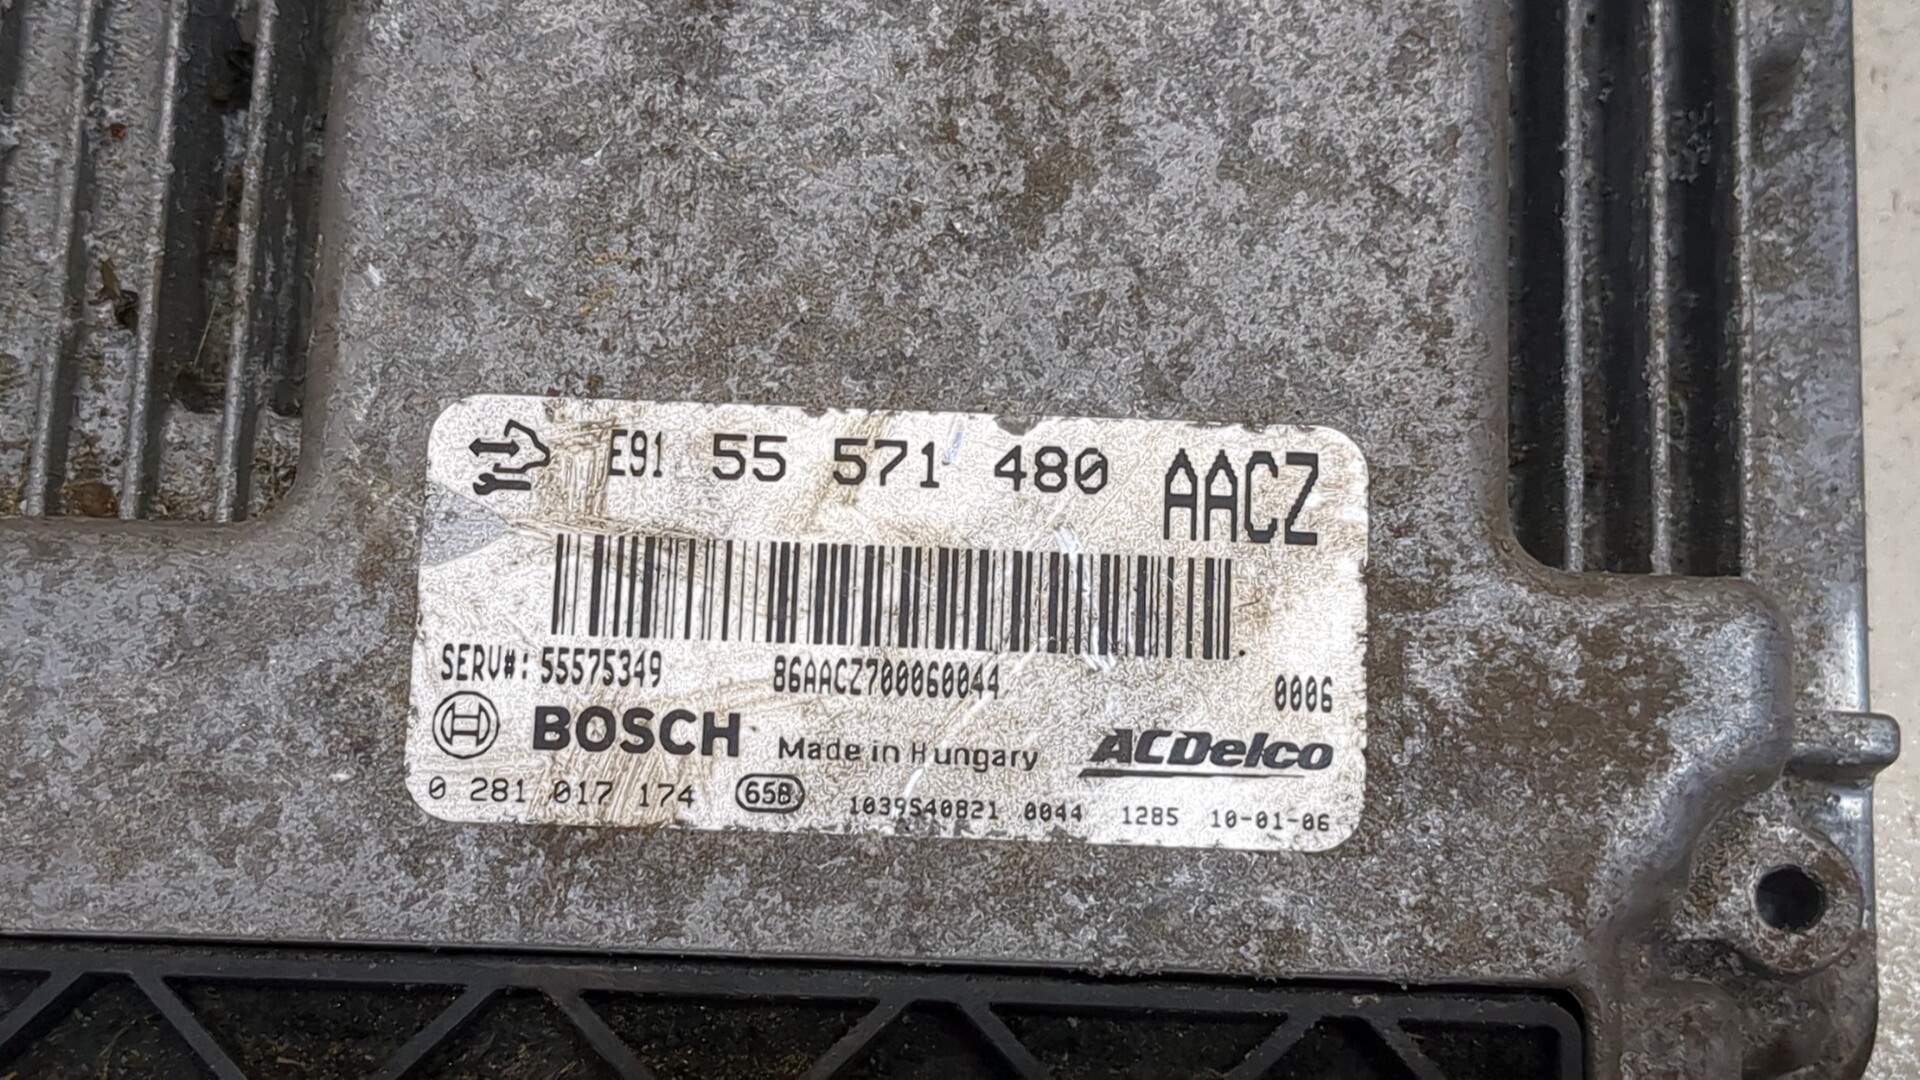 E91 55 571 480 AACZ
SERV#: 55575349 86AACZ700060044 0006
BOSCH Made in Hungary ACDelco
0 281 017 174 65B 1039S40821 0044 1285 10-01-06